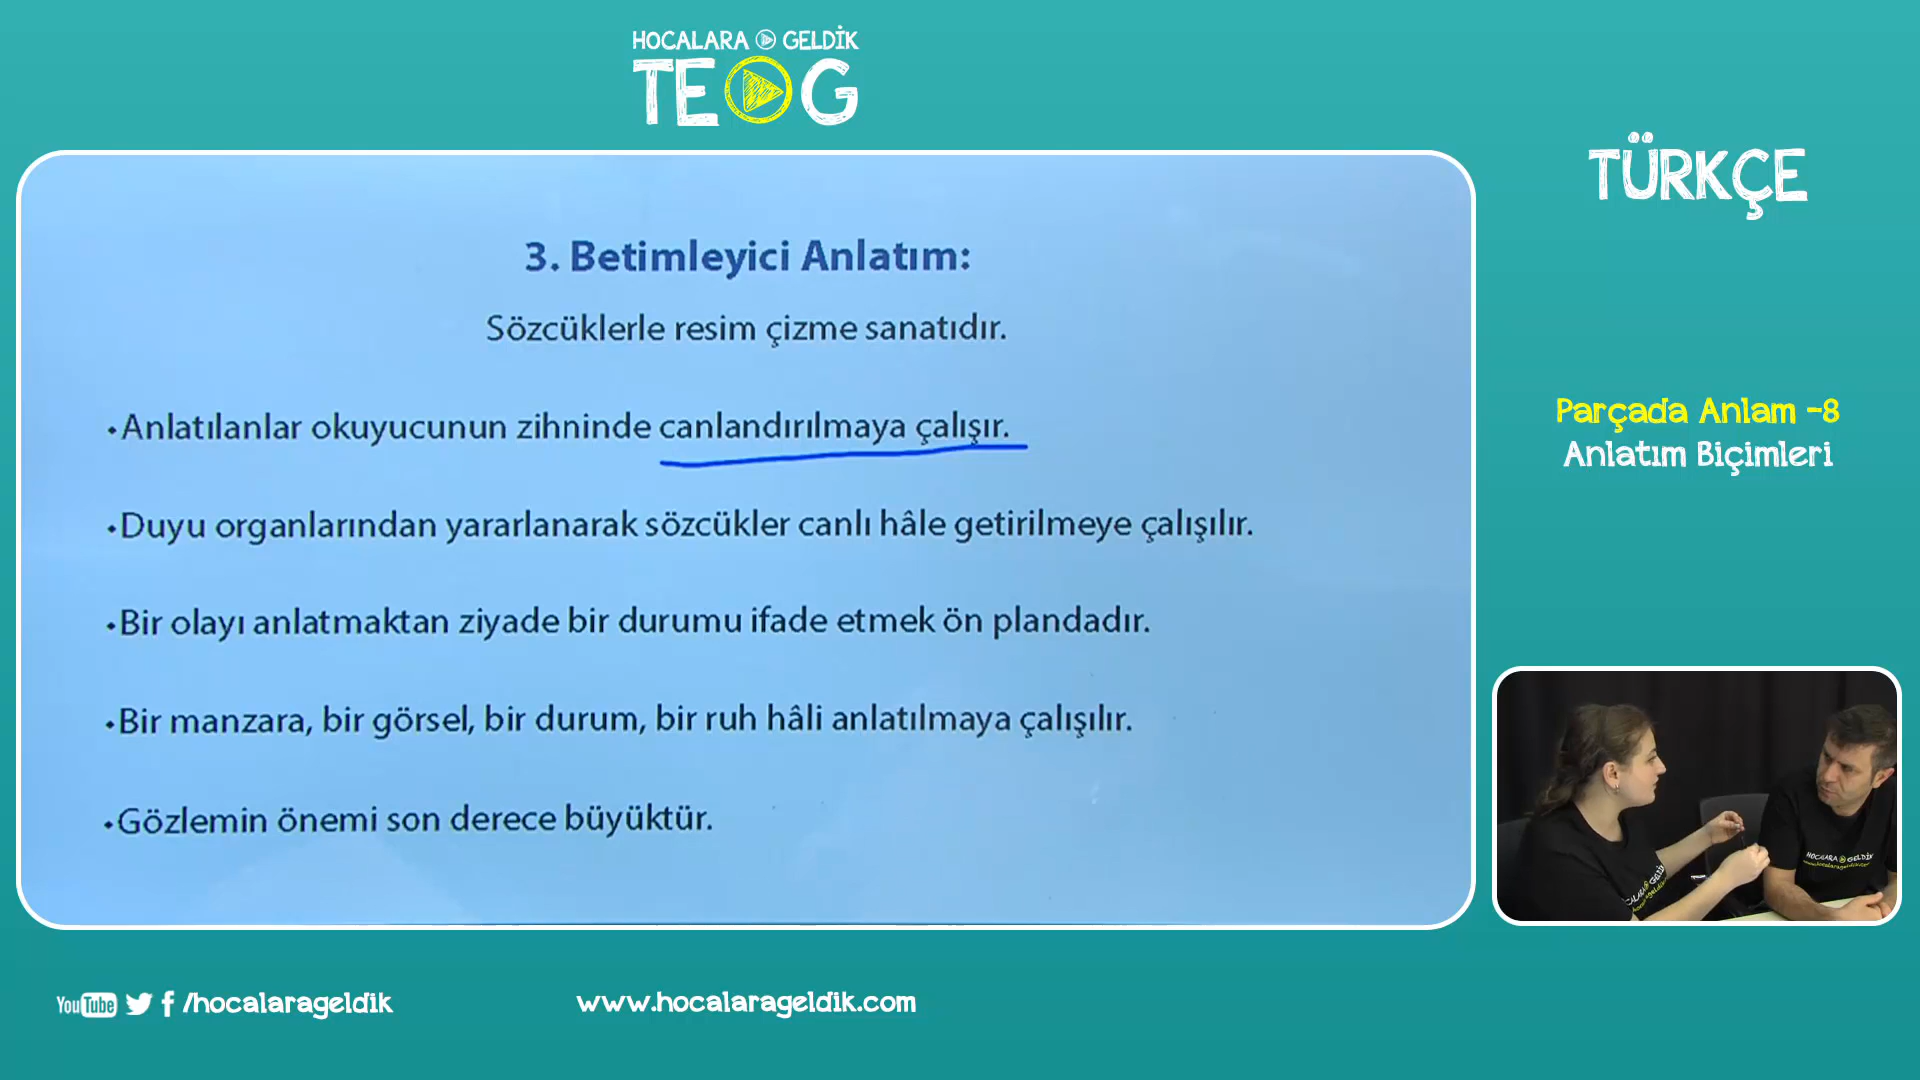 HOCALARA GELDİK
TEOG
TÜRKÇE
3. Betimleyici Anlatım:
Sözcüklerle resim çizme sanatıdır.
•Anlatılanlar okuyucunun zihninde canlandırılmaya çalışır.
•Duyu organlarından yararlanarak sözcükler canlı hâle getirilmeye çalışılır.
•Bir olayı anlatmaktan ziyade bir durumu ifade etmek ön plandadır.
•Bir manzara, bir görsel, bir durum, bir ruh hâli anlatılmaya çalışılır.
•Gözlemin önemi son derece büyüktür.
Parçada Anlam -8
Anlatım Biçimleri
HOCALARA GELDİK
YouTube f /hocalarageldik
www.hocalarageldik.com